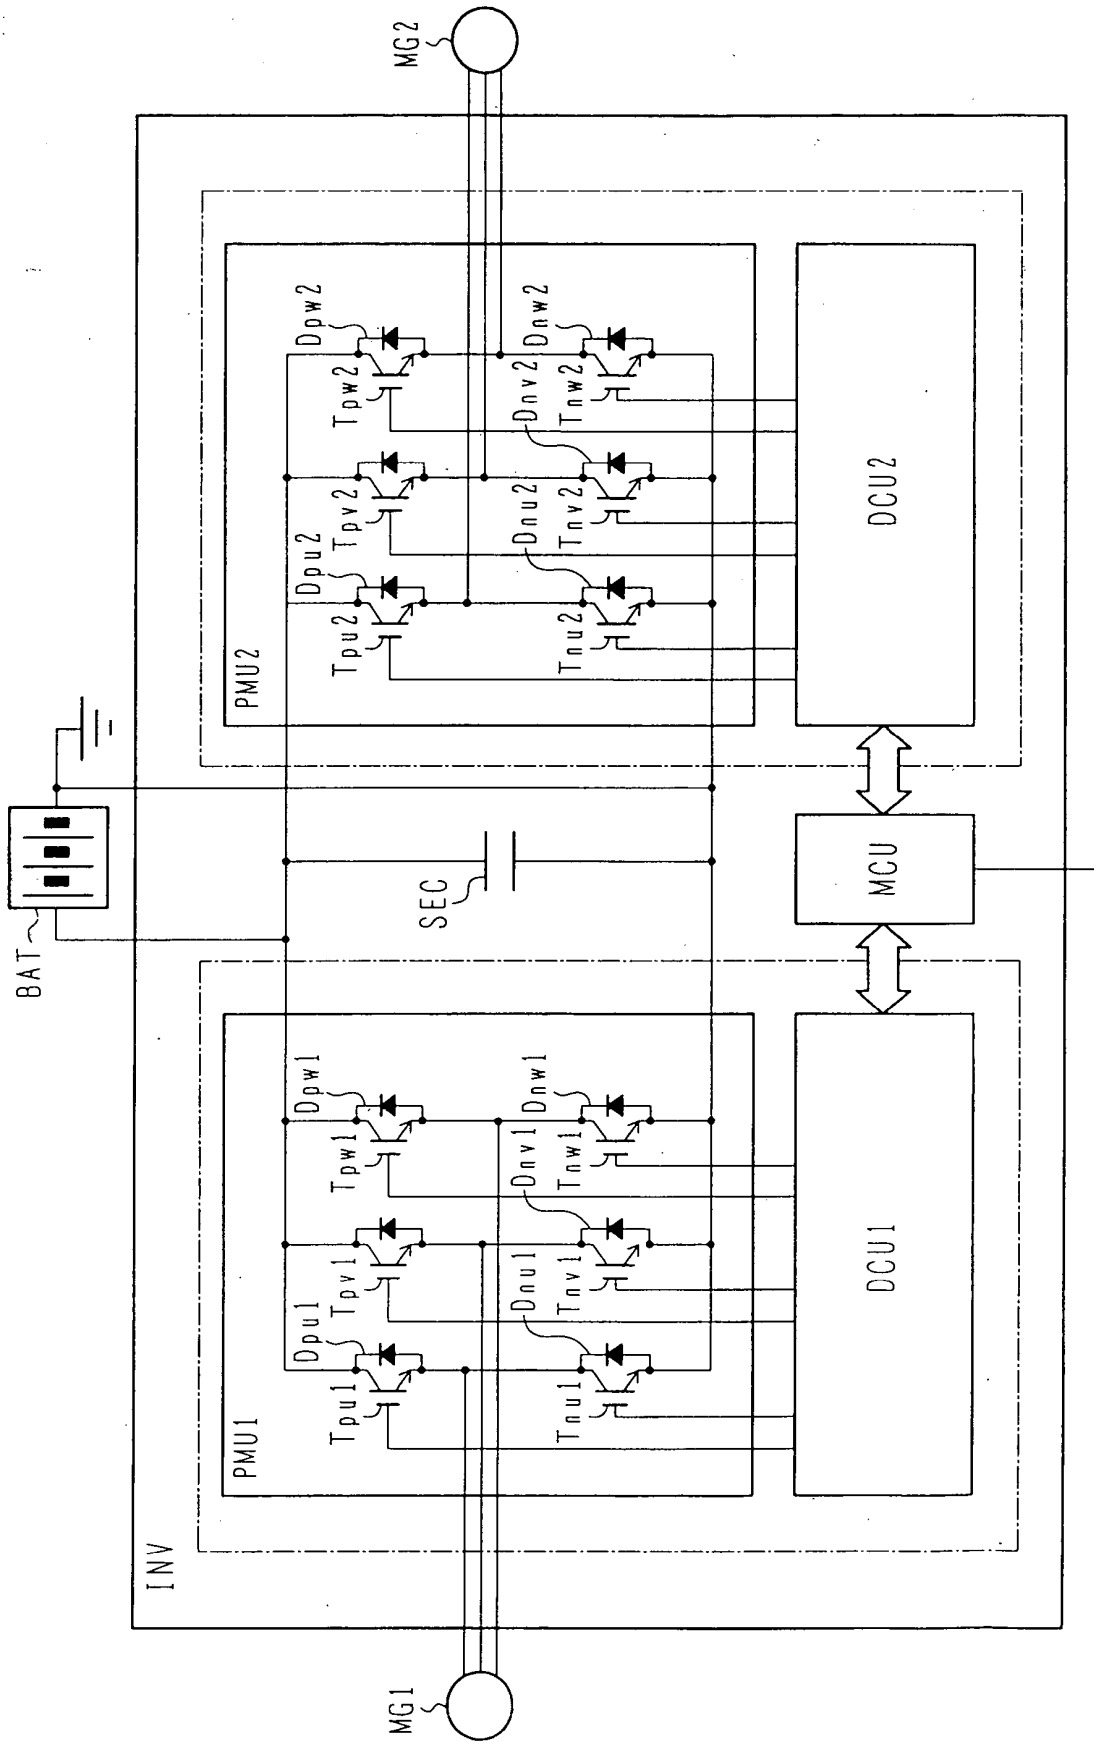 BAT
INV
PMU1
Dpu1
Dpw1
Tpu1
Tpv1
Tpw1
Dnu1
Dnv1
Dnw1
Tnu1
Tnv1
Tnw1
DCU1
MG1
SEC
MCU
PMU2
Dpu2
Dpw2
Tpu2
Tpv2
Tpw2
Dnu2
Dnv2
Dnw2
Tnu2
Tnv2
Tnw2
DCU2
MG2